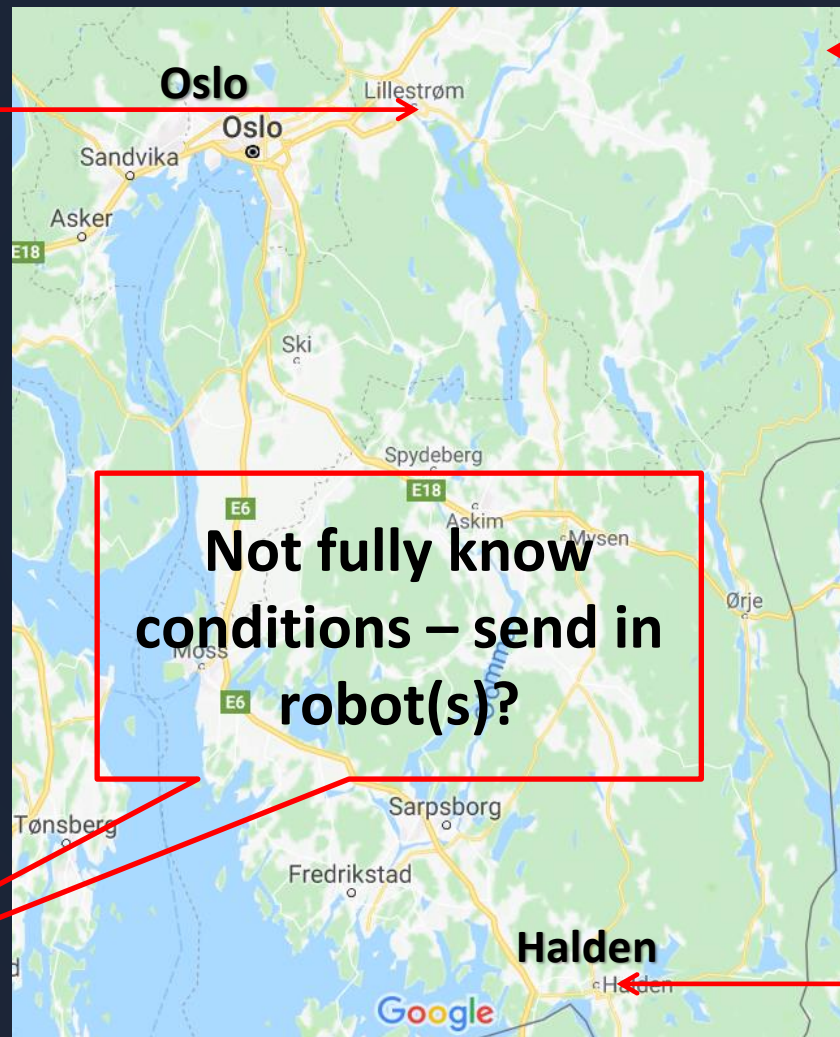 Oslo
Lillestrøm
Oslo
Sandvika
Asker
E18
Ski
Spydeberg
E18
Askim
E6
Mysen
Not fully know
conditions – send in
robot(s)?
Ørje
Moss
E6
Sarpsborg
Tønsberg
Fredrikstad
Halden
Halden
Google